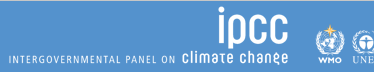 ipcc
INTERGOVERNMENTAL PANEL ON climate change
WMO UNE